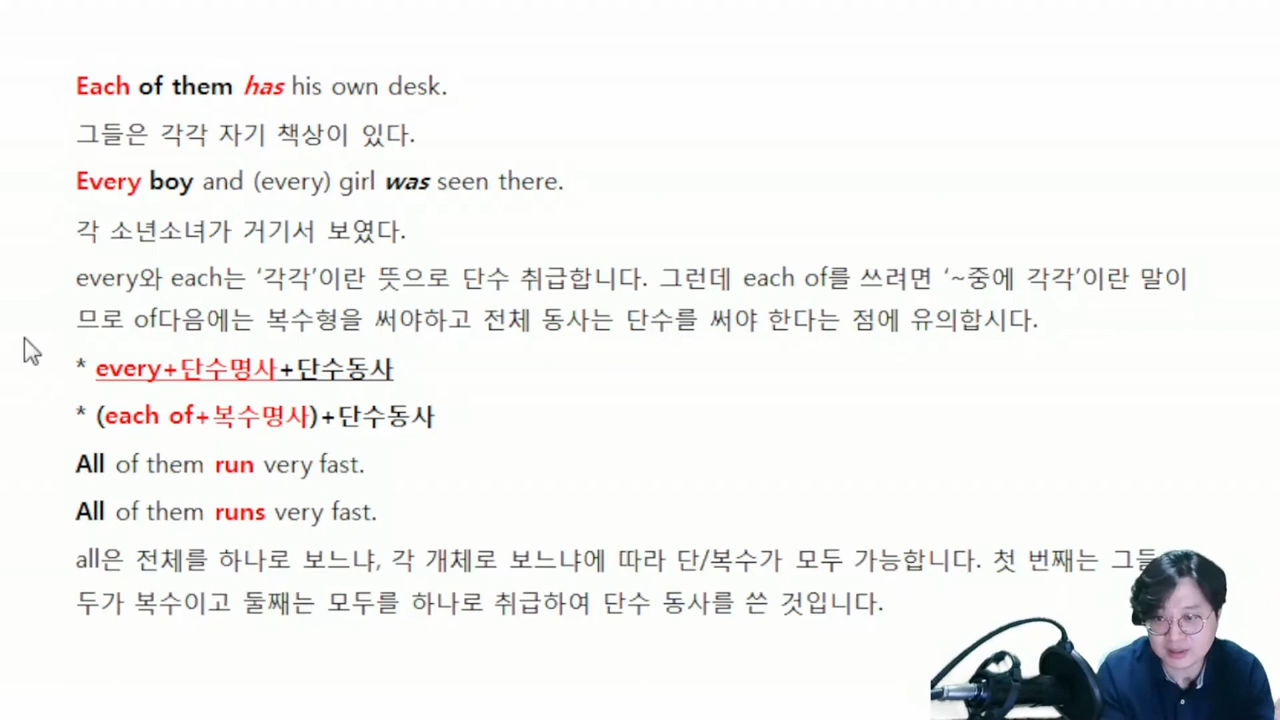 Each of them has his own desk.
그들은 각각 자기 책상이 있다.
Every boy and (every) girl was seen there.
각 소년소녀가 거기서 보였다.
every와 each는 ‘각각’이란 뜻으로 단수 취급합니다. 그런데 each of를 쓰려면 ‘~중에 각각’이란 말이
므로 of다음에는 복수형을 써야하고 전체 동사는 단수를 써야 한다는 점에 유의합시다.
* every+단수명사+단수동사
* (each of+복수명사)+단수동사
All of them run very fast.
All of them runs very fast.
all은 전체를 하나로 보느냐, 각 개체로 보느냐에 따라 단/복수가 모두 가능합니다. 첫 번째는
두가 복수이고 둘째는 모두를 하나로 취급하여 단수 동사를 쓴 것입니다.